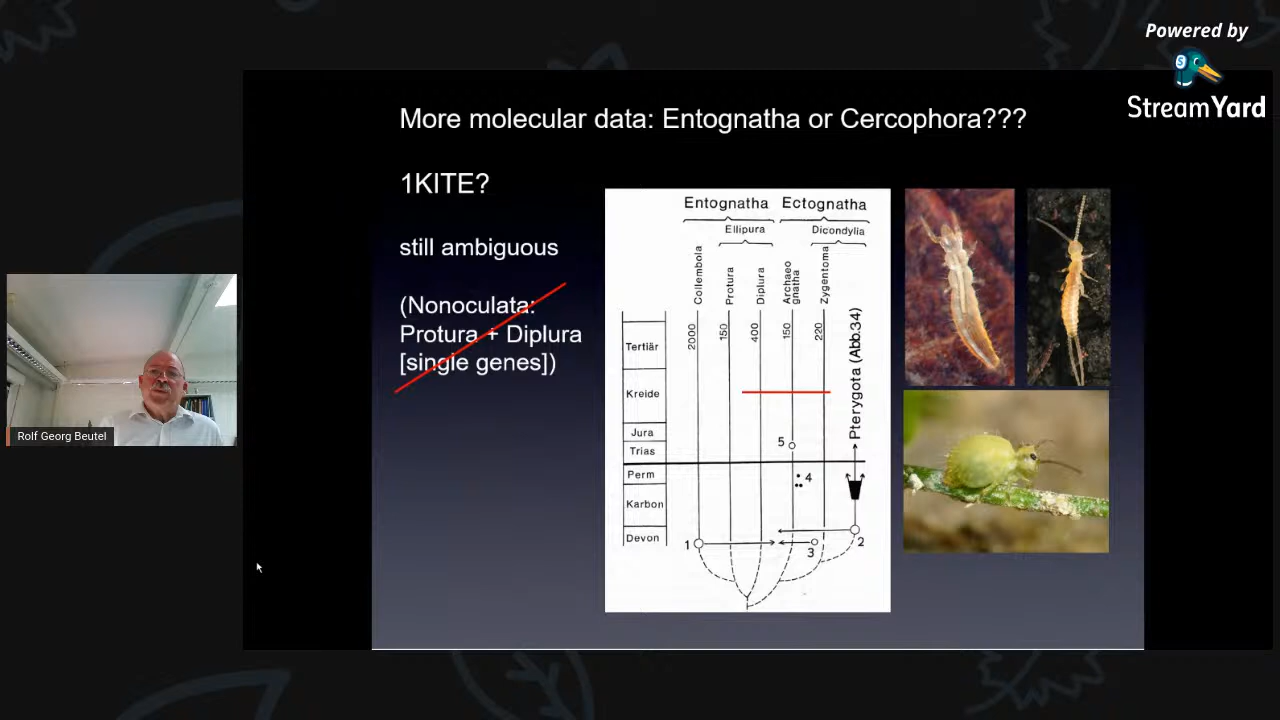 Powered by
StreamYard
More molecular data: Entognatha or Cercophora???
1KITE?
still ambiguous
(Nonoculata:
Protura + Diplura
[single genes])
Entognatha Ectognatha
Ellipura Dicondylia
Collembola
Protura
Diplura
Archaeo
gnatha
Zygentoma
2000
150
400
150
220
Pterygota (Abb.34)
Tertiär
Kreide
Jura
Trias
Perm
Karbon
Devon
5
4
1
3
2
Rolf Georg Beutel